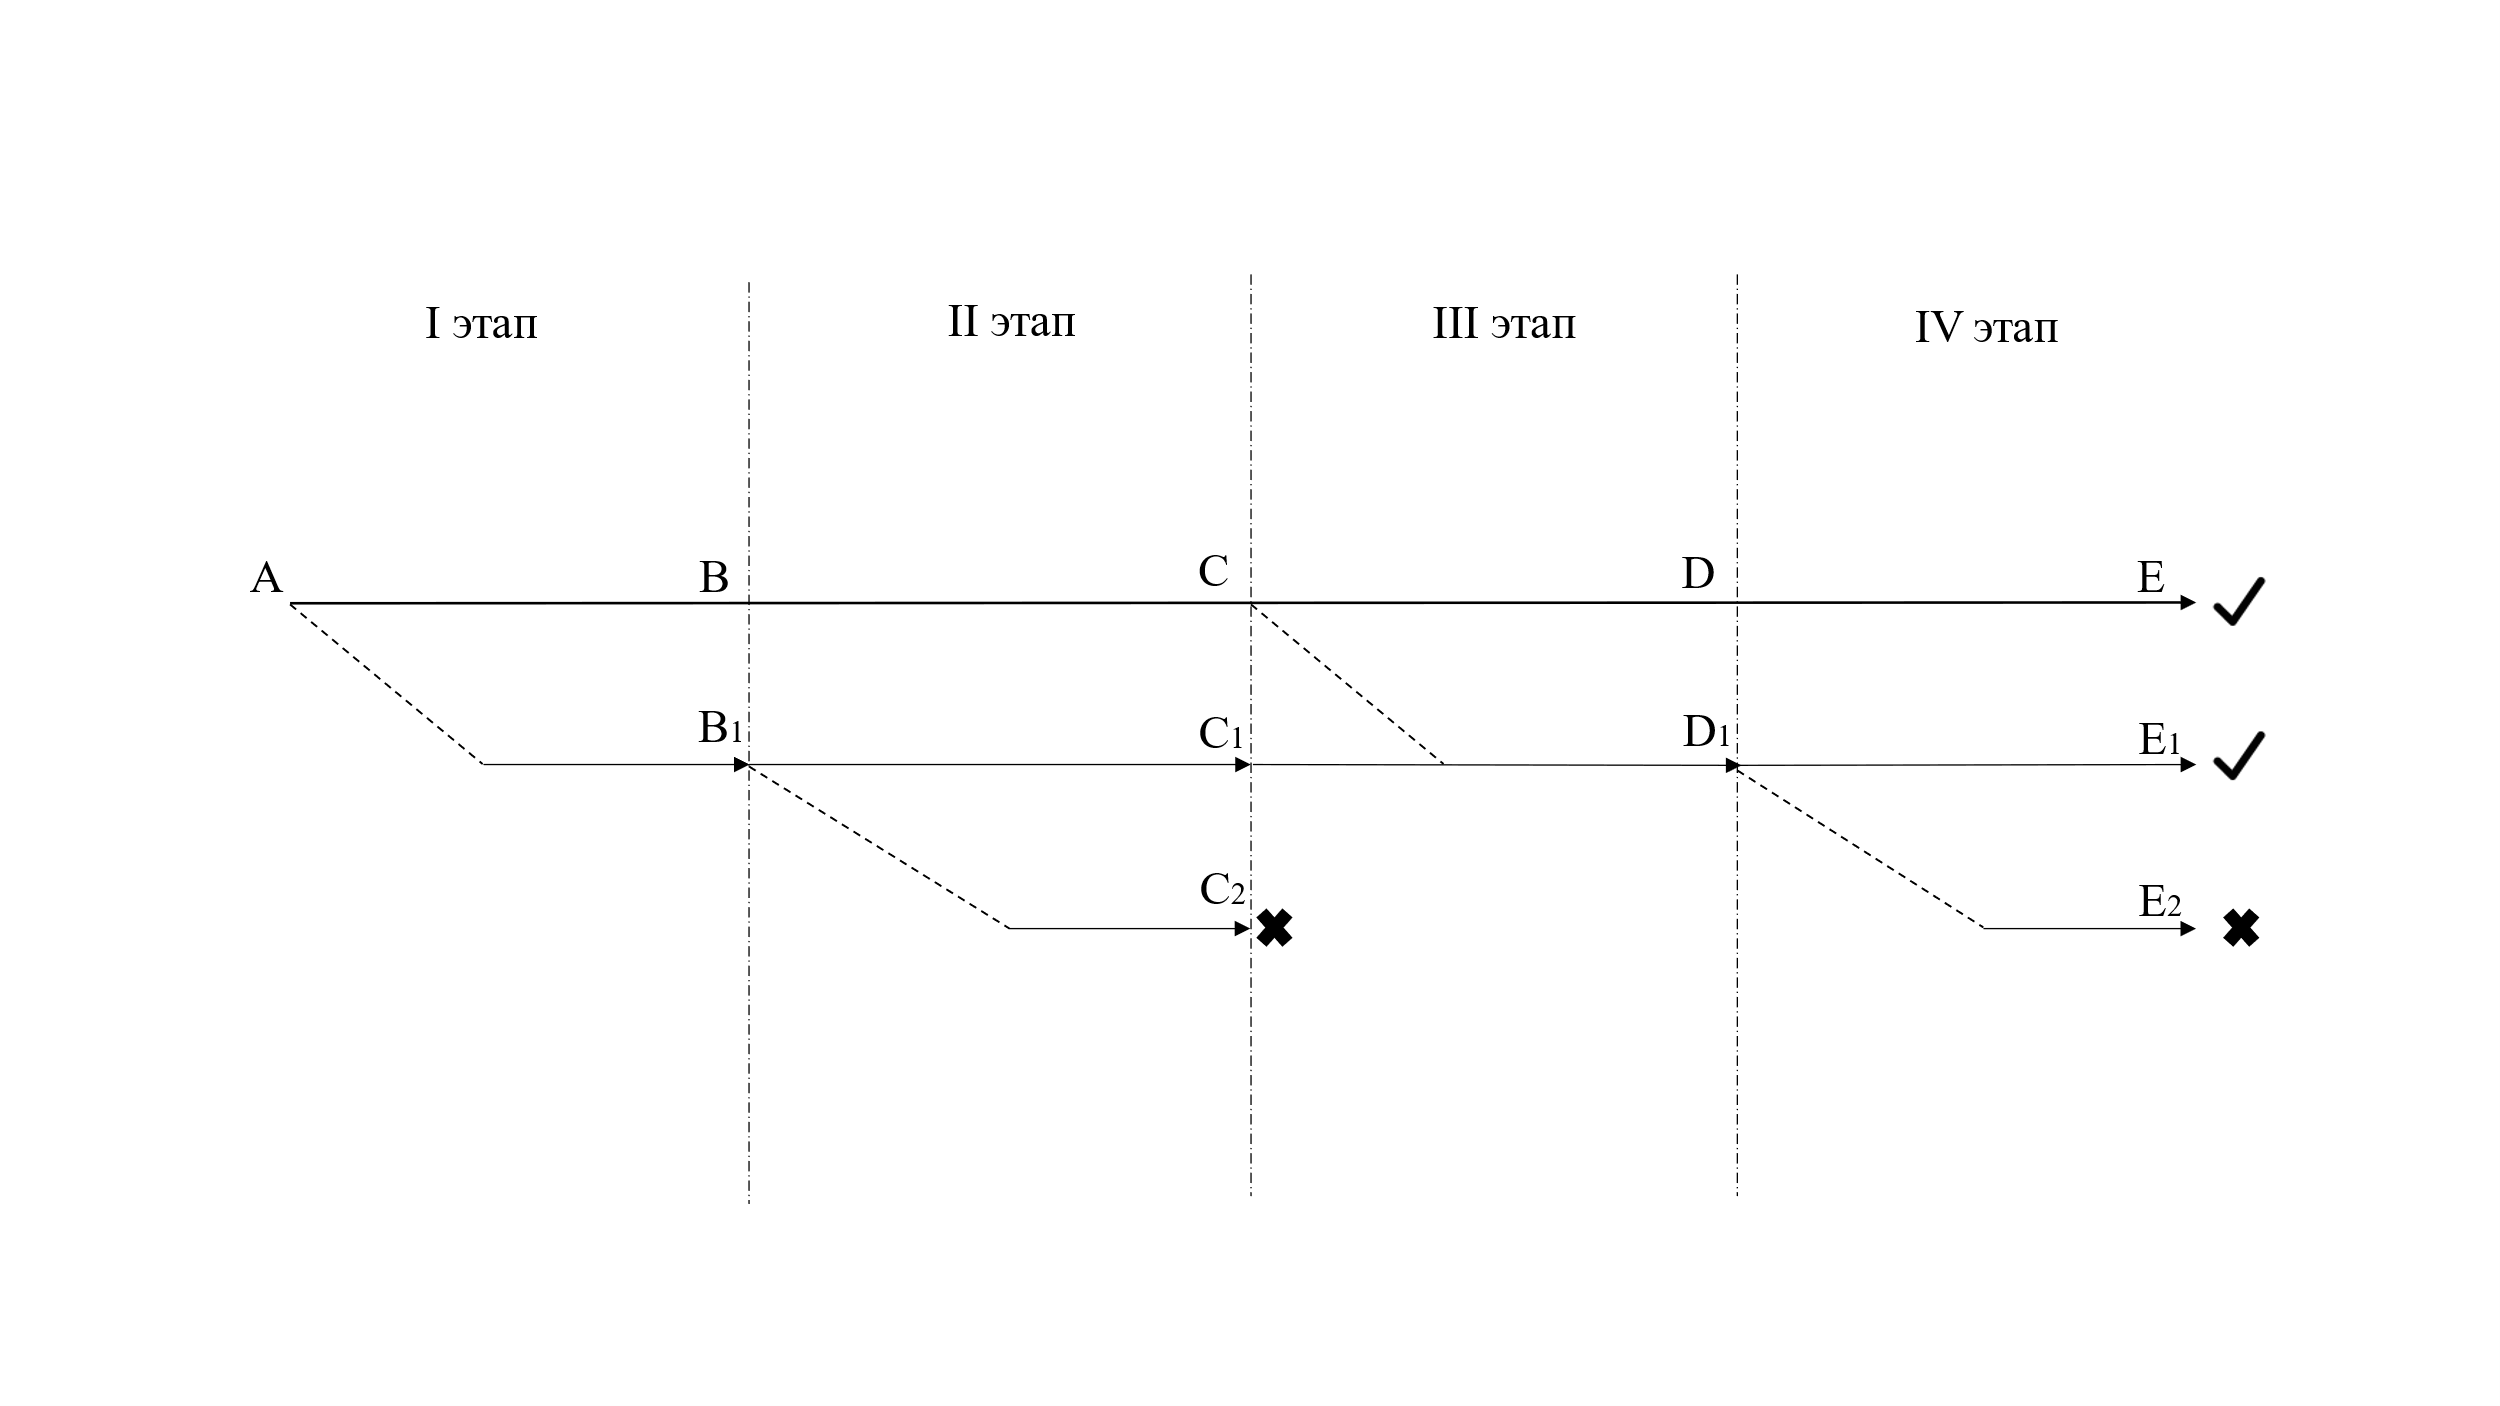 I этап II этап III этап IV этап
A B C D E
B1 C1 D1 E1
C2 E2